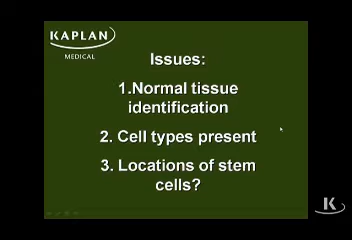 KAPLAN
MEDICAL
Issues:
1.Normal tissue
identification
2. Cell types present
3. Locations of stem
cells?
K